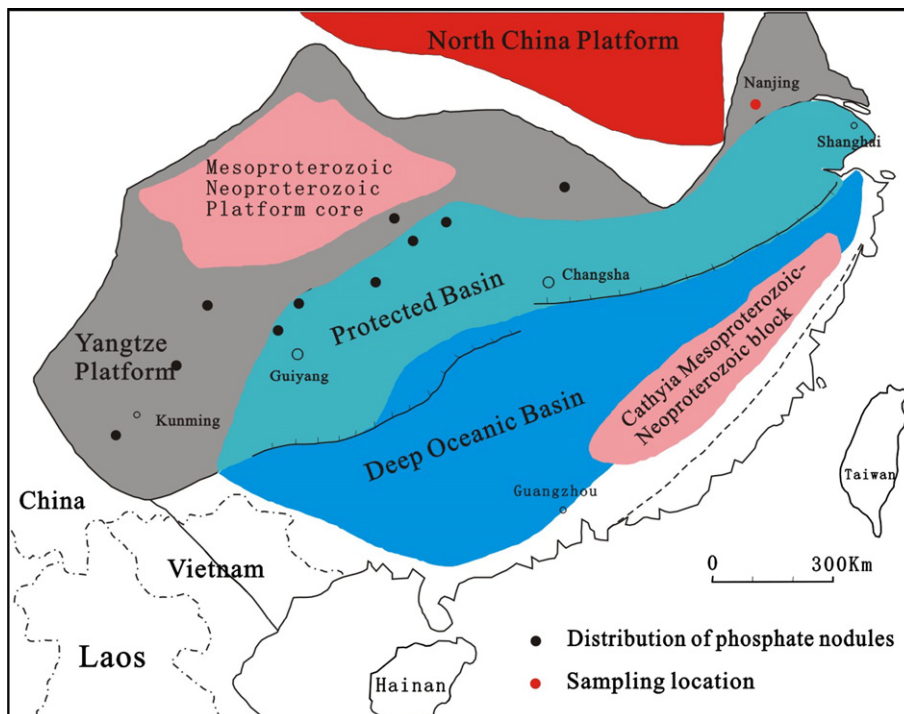 North China Platform
Nanjing
Shanghai
Mesoproterozoic
Neoproterozoic
Platform core
Changsha
Protected Basin
Cathyia Mesoproterozoic-
Neoproterozoic block
Yangtze
Platform
Guiyang
Kunming
Deep Oceanic Basin
Taiwan
China
Guangzhou
Vietnam
0 300Km
Laos
Distribution of phosphate nodules
Hainan
Sampling location